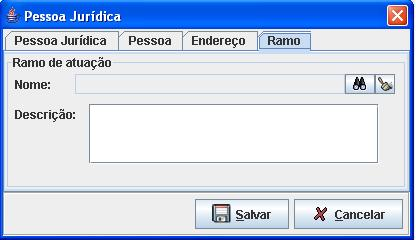 Pessoa Jurídica
Pessoa Jurídica Pessoa Endereço Ramo
Ramo de atuação
Nome:
Descrição:
Salvar Cancelar